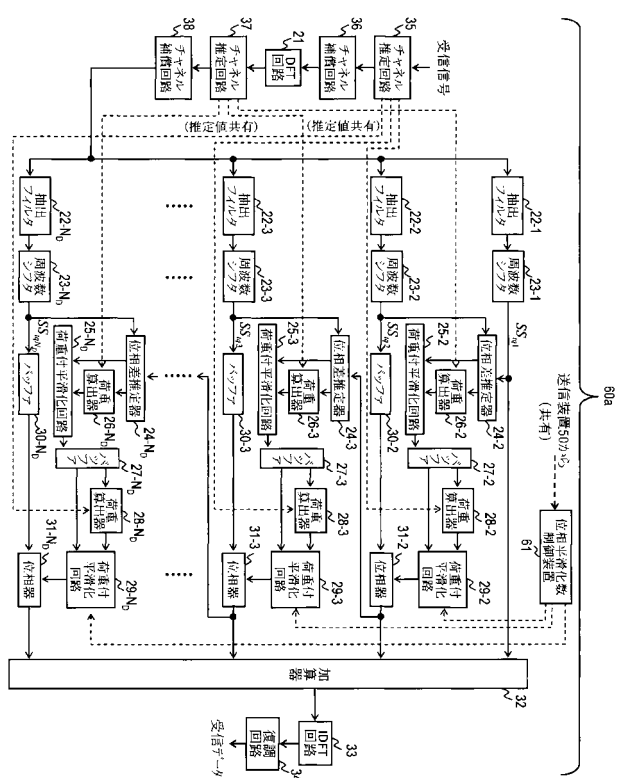 60a
受信信号
35
チャネル
推定回路
36
チャネル
補償回路
21
DFT
回路
37
チャネル
推定回路
38
チャネル
補償回路
(推定値共有)
(推定値共有)
送信装置50から
(共有)
位相平滑化数
制御装置
61
22-1
抽出
フィルタ
23-1
周波数
シフタ
SSφ1
22-2
抽出
フィルタ
23-2
周波数
シフタ
SSφ2
24-2
位相差推定器
25-2
荷重付平滑化回路
26-2
荷重
算出器
27-2
バッファ
28-2
荷重
算出器
29-2
荷重付
平滑化
回路
30-2
バッファ
31-2
位相器
22-3
抽出
フィルタ
23-3
周波数
シフタ
SSφ3
24-3
位相差推定器
25-3
荷重付平滑化回路
26-3
荷重
算出器
27-3
バッファ
28-3
荷重
算出器
29-3
荷重付
平滑化
回路
30-3
バッファ
31-3
位相器
22-ND
抽出
フィルタ
23-ND
周波数
シフタ
24-ND
位相差推定器
25-ND
荷重付平滑化回路
26-ND
荷重
算出器
27-ND
バッファ
28-ND
荷重
算出器
29-ND
荷重付
平滑化
回路
30-ND
バッファ
31-ND
位相器
加算器
32
IDFT
回路
33
復調
回路
受信データ